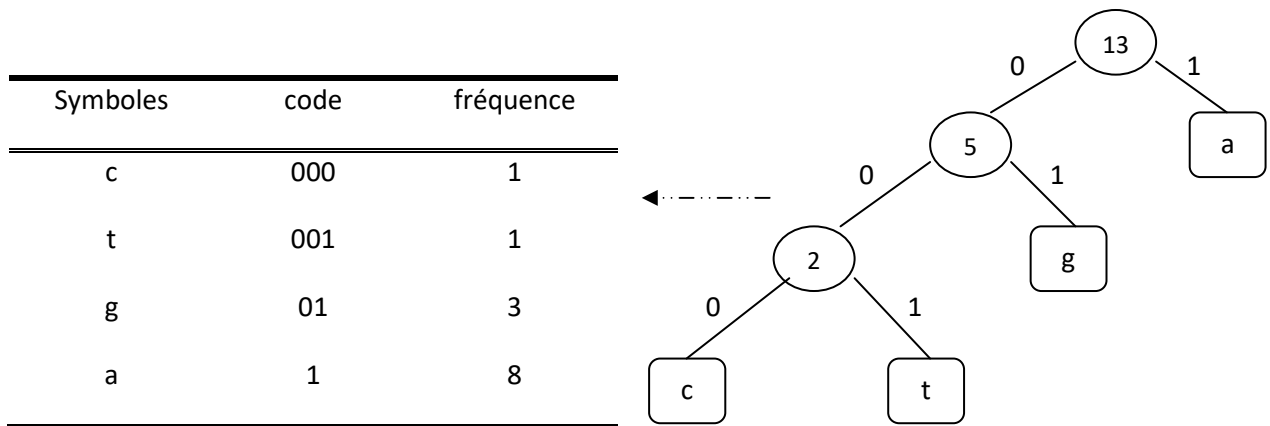 Symboles code fréquence
c 000 1
t 001 1
g 01 3
a 1 8
13
0 1
5 a
0 1
2 g
0 1
c t